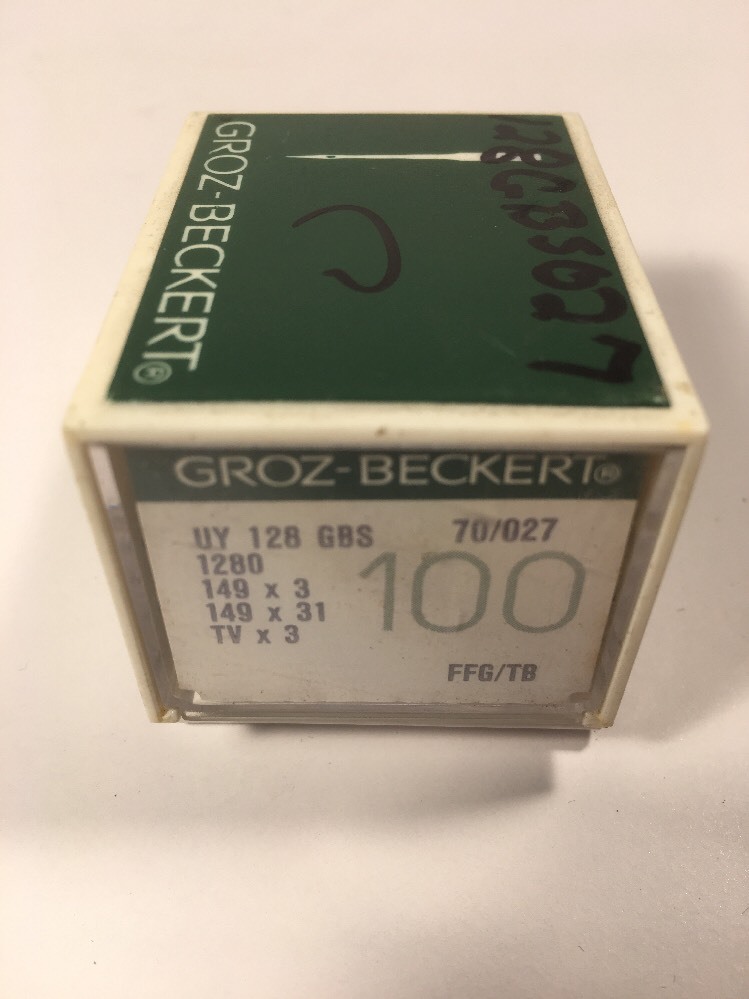 GROZ-BECKERT®
128GBS027
GROZ-BECKERT®
UY 128 GBS 70/027
1280
149 x 3
149 x 31
TV x 3
100
FFG/TB